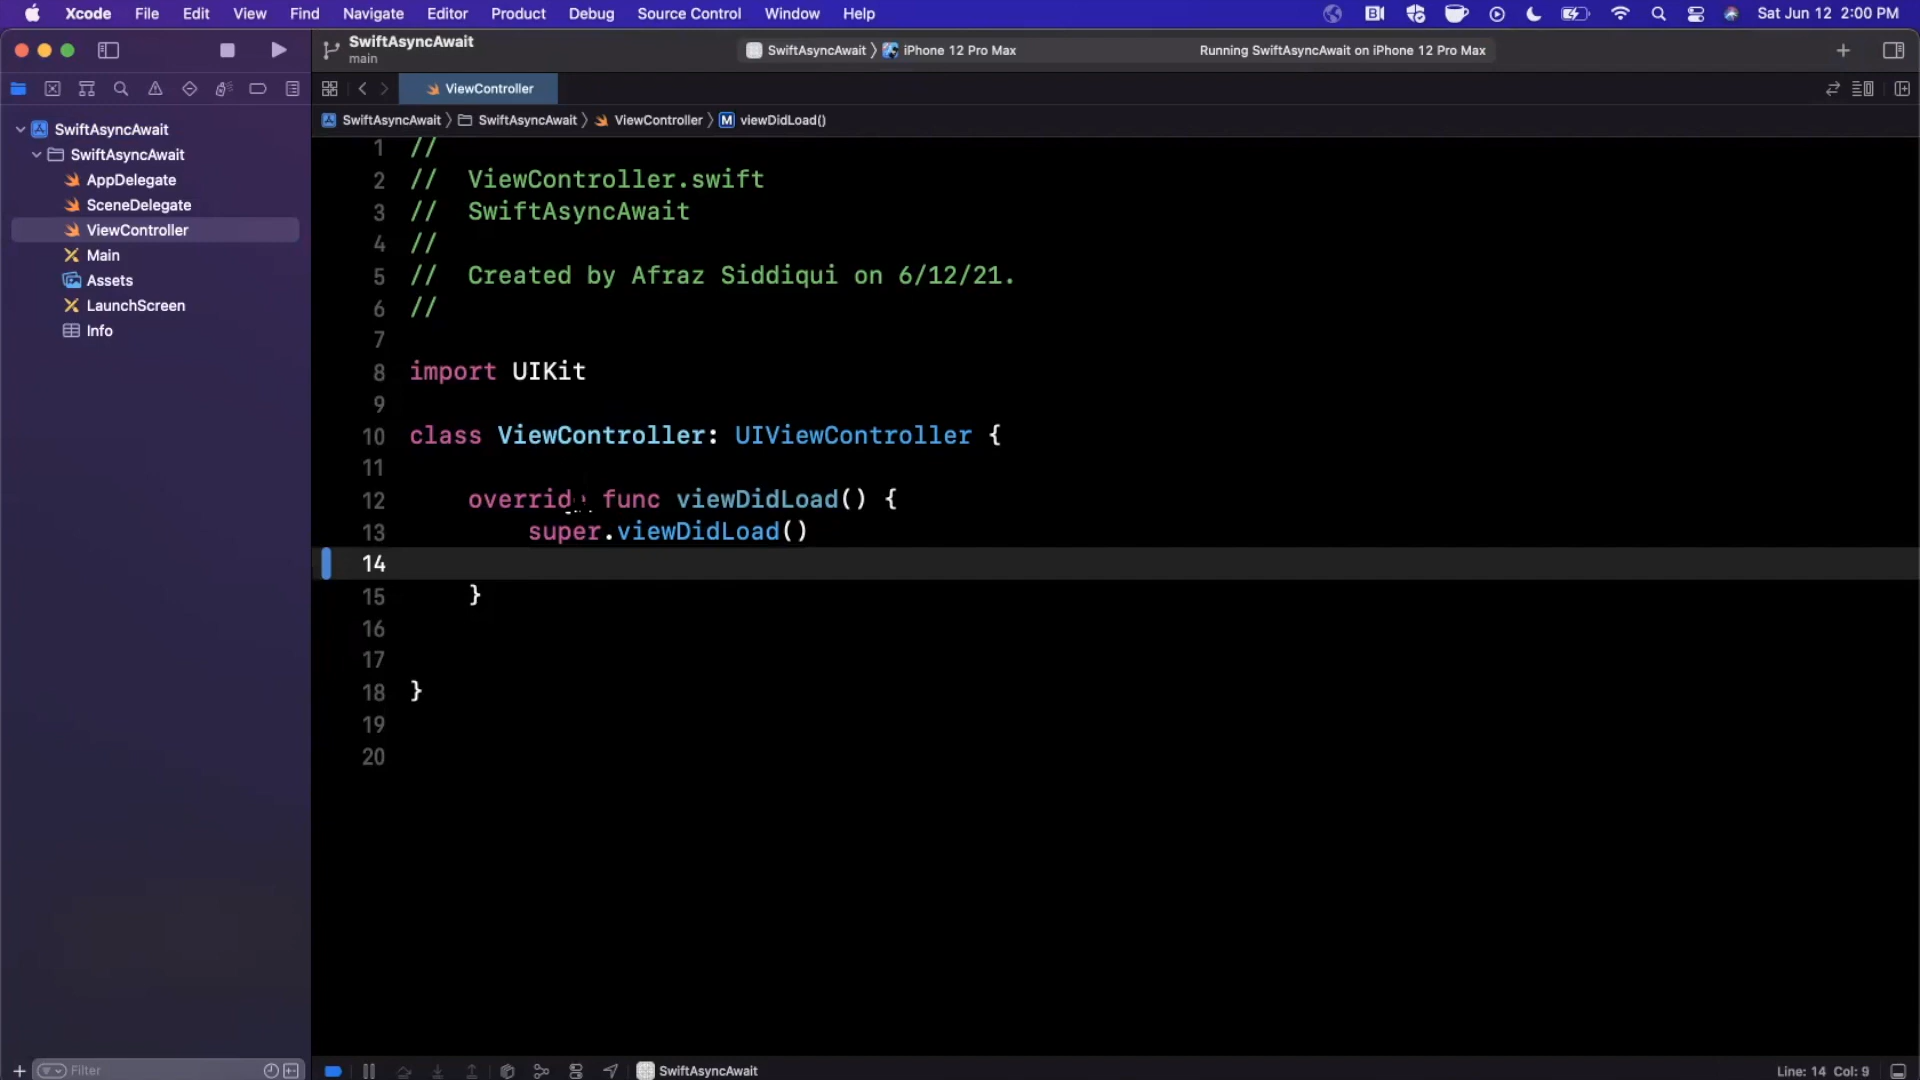 Xcode File Edit View Find Navigate Editor Product Debug Source Control Window Help Sat Jun 12 2:00 PM
SwiftAsyncAwait
main
SwiftAsyncAwait 〉 iPhone 12 Pro Max
Running SwiftAsyncAwait on iPhone 12 Pro Max
ViewController
SwiftAsyncAwait 〉 SwiftAsyncAwait 〉 ViewController 〉 M viewDidLoad()
SwiftAsyncAwait
SwiftAsyncAwait
AppDelegate
SceneDelegate
ViewController
Main
Assets
LaunchScreen
Info
Filter
1 //
2 //  ViewController.swift
3 //  SwiftAsyncAwait
4 //
5 //  Created by Afraz Siddiqui on 6/12/21.
6 //
7
8 import UIKit
9
10 class ViewController: UIViewController {
11
12     override func viewDidLoad() {
13         super.viewDidLoad()
14
15     }
16
17
18 }
19
20
SwiftAsyncAwait
Line: 14 Col: 9